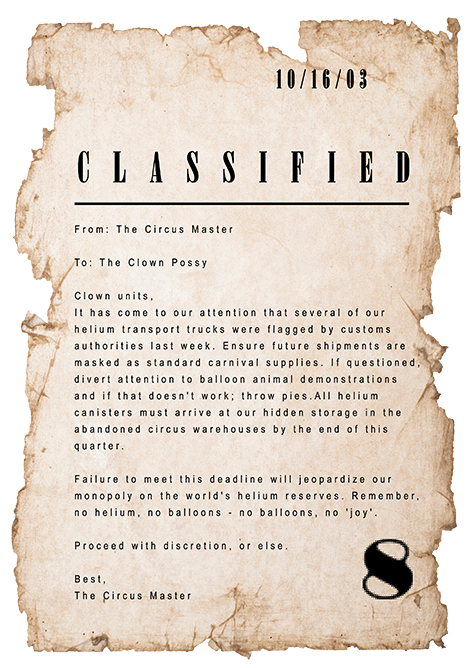 10/16/03
CLASSIFIED
From: The Circus Master
To: The Clown Possy
Clown units,
It has come to our attention that several of our
helium transport trucks were flagged by customs
authorities last week. Ensure future shipments are
masked as standard carnival supplies. If questioned,
divert attention to balloon animal demonstrations
and if that doesn't work; throw pies.All helium
canisters must arrive at our hidden storage in the
abandoned circus warehouses by the end of this
quarter.
Failure to meet this deadline will jeopardize our
monopoly on the world's helium reserves. Remember,
no helium, no balloons - no balloons, no 'joy'.
Proceed with discretion, or else.
Best,
The Circus Master
8